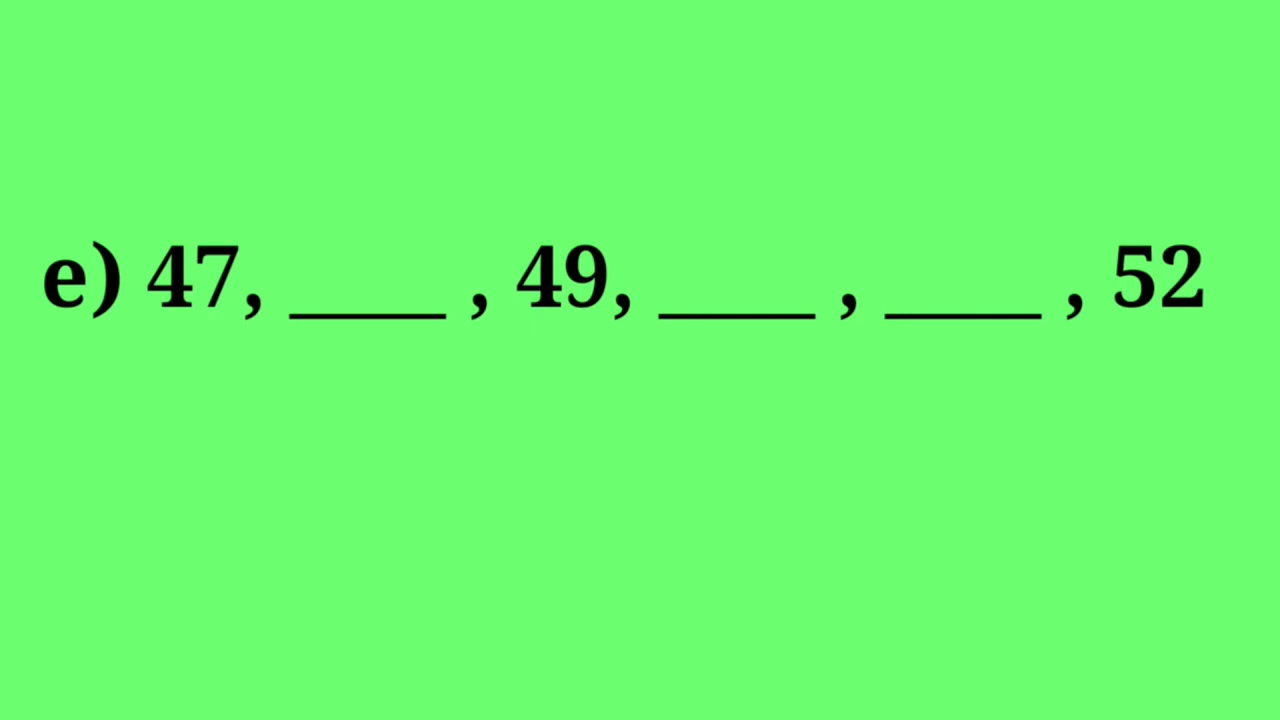 e) 47, ____ , 49, ____ , ____ , 52